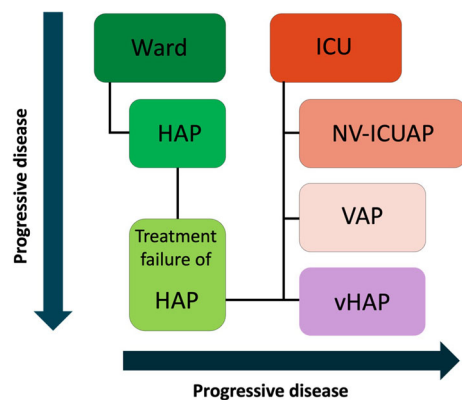 Ward
ICU
HAP
NV-ICUAP
Treatment
failure of
HAP
VAP
vHAP
Progressive disease
Progressive disease